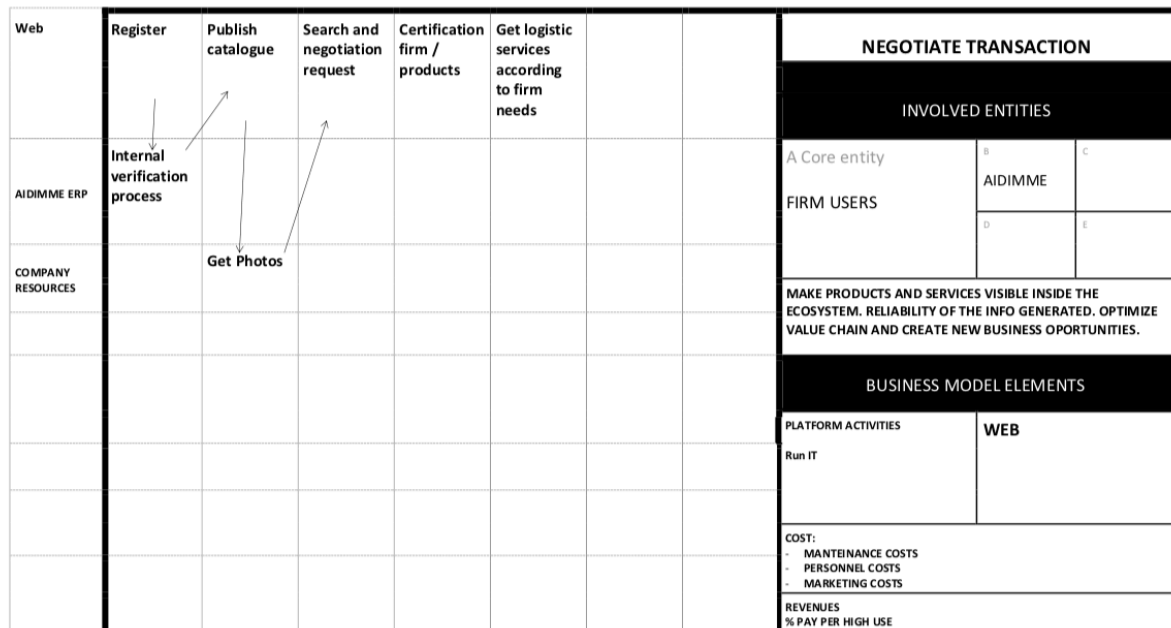 Web
Register
Publish
catalogue
Search and
negotiation
request
Certification
firm /
products
Get logistic
services
according
to firm
needs
AIDIMME ERP
Internal
verification
process
COMPANY
RESOURCES
Get Photos
NEGOTIATE TRANSACTION
INVOLVED ENTITIES
A Core entity
FIRM USERS
B
AIDIMME
C
D
E
MAKE PRODUCTS AND SERVICES VISIBLE INSIDE THE
ECOSYSTEM. RELIABILITY OF THE INFO GENERATED. OPTIMIZE
VALUE CHAIN AND CREATE NEW BUSINESS OPORTUNITIES.
BUSINESS MODEL ELEMENTS
PLATFORM ACTIVITIES
Run IT
WEB
COST:
- MANTEINANCE COSTS
- PERSONNEL COSTS
- MARKETING COSTS
REVENUES
% PAY PER HIGH USE